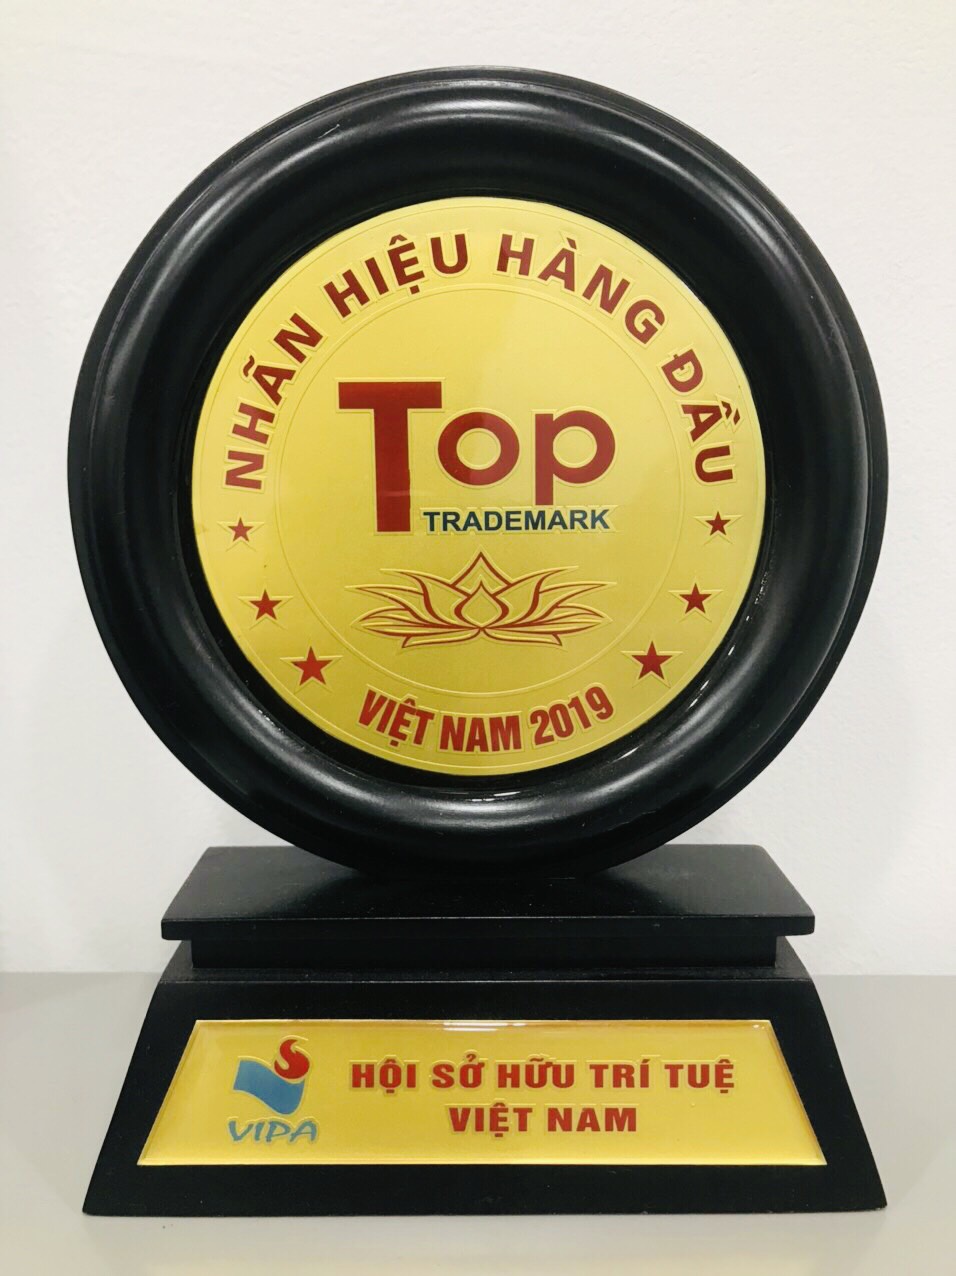 NHÃN HIỆU HÀNG ĐẦU
Top
TRADEMARK
VIỆT NAM 2019
VIPA
HỘI SỞ HỮU TRÍ TUỆ
VIỆT NAM